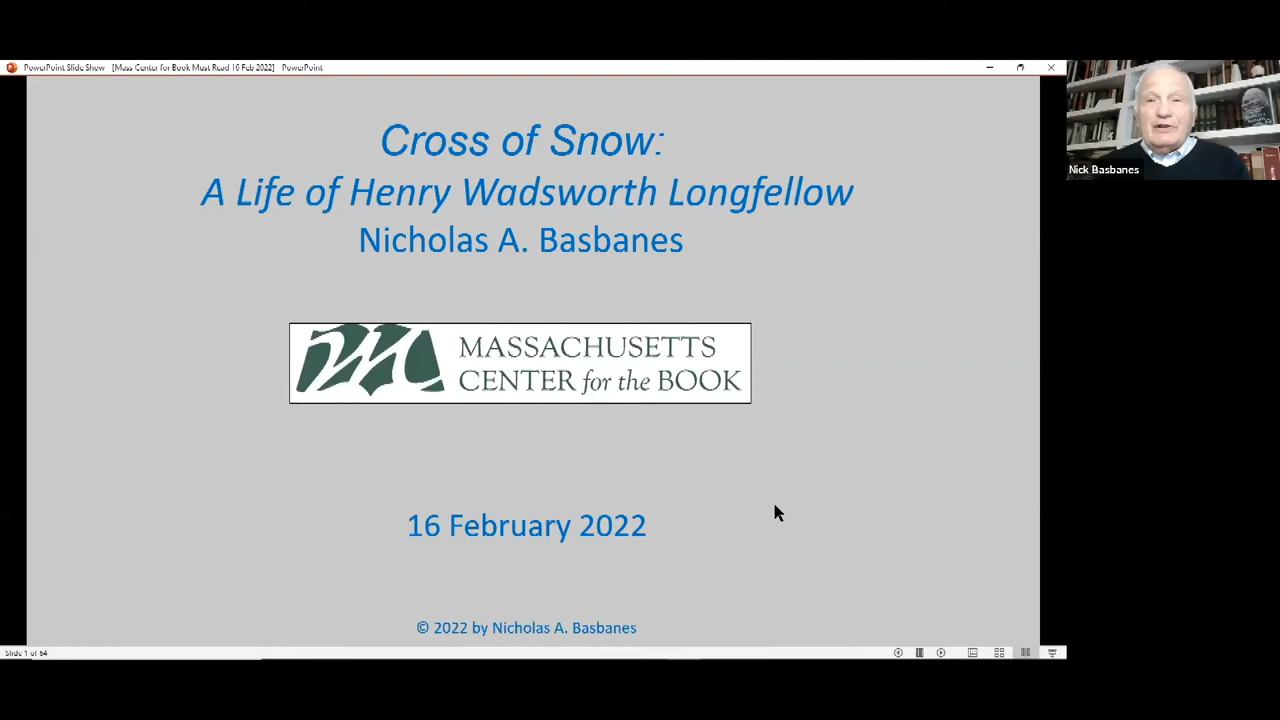 PowerPoint Slide Show - [Mass Center for Book Must Read 16 Feb 2022] - PowerPoint
Cross of Snow:
A Life of Henry Wadsworth Longfellow
Nicholas A. Basbanes
MASSACHUSETTS
CENTER for the BOOK
16 February 2022
© 2022 by Nicholas A. Basbanes
Slide 1 of 64
Nick Basbanes